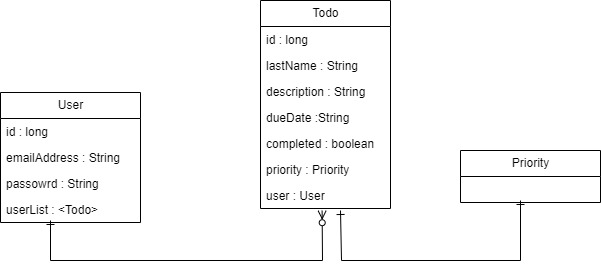 Todo
id : long
lastName : String
description : String
dueDate :String
completed : boolean
priority : Priority
user : User
User
id : long
emailAddress : String
passowrd : String
userList : <Todo>
Priority